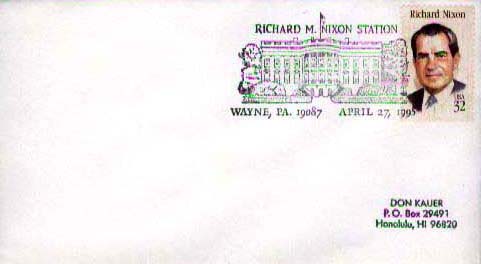 RICHARD M. NIXON STATION
Richard Nixon
USA
32
WAYNE, PA. 19087 APRIL 27, 1995
DON KAUER
P.O. Box 29491
Honolulu, HI 96820